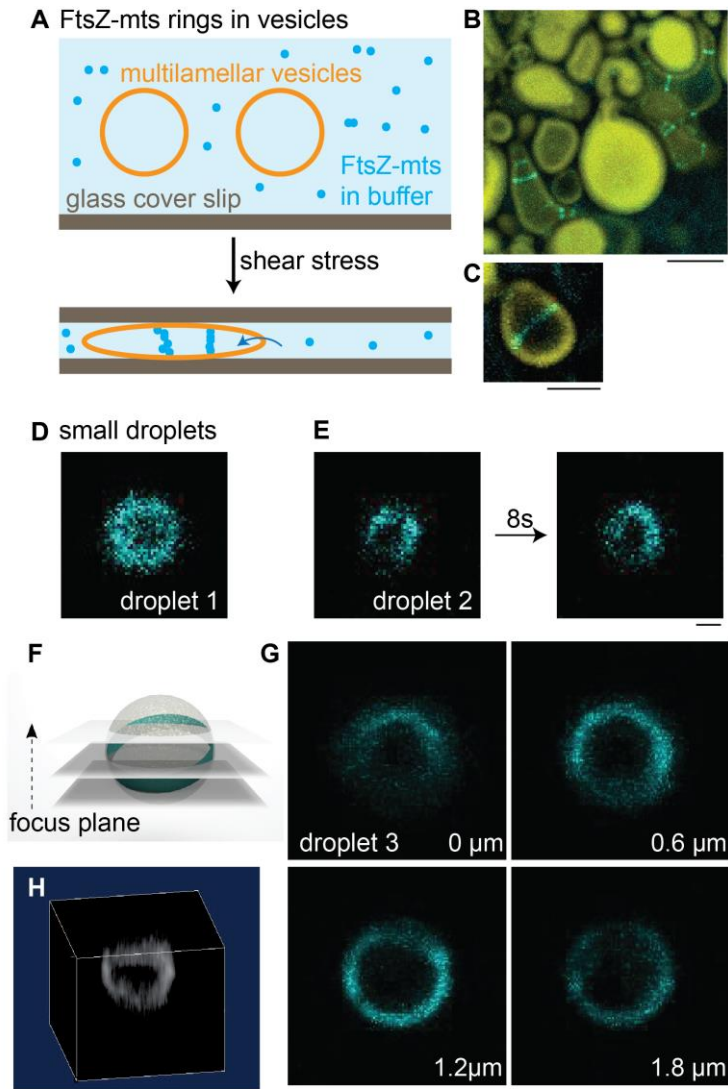 A FtsZ-mts rings in vesicles
multilamellar vesicles
FtsZ-mts
in buffer
glass cover slip
shear stress
B
C
D small droplets
droplet 1
E
droplet 2
8s
F
focus plane
G
droplet 3
0 µm
0.6 µm
1.2µm
1.8 µm
H